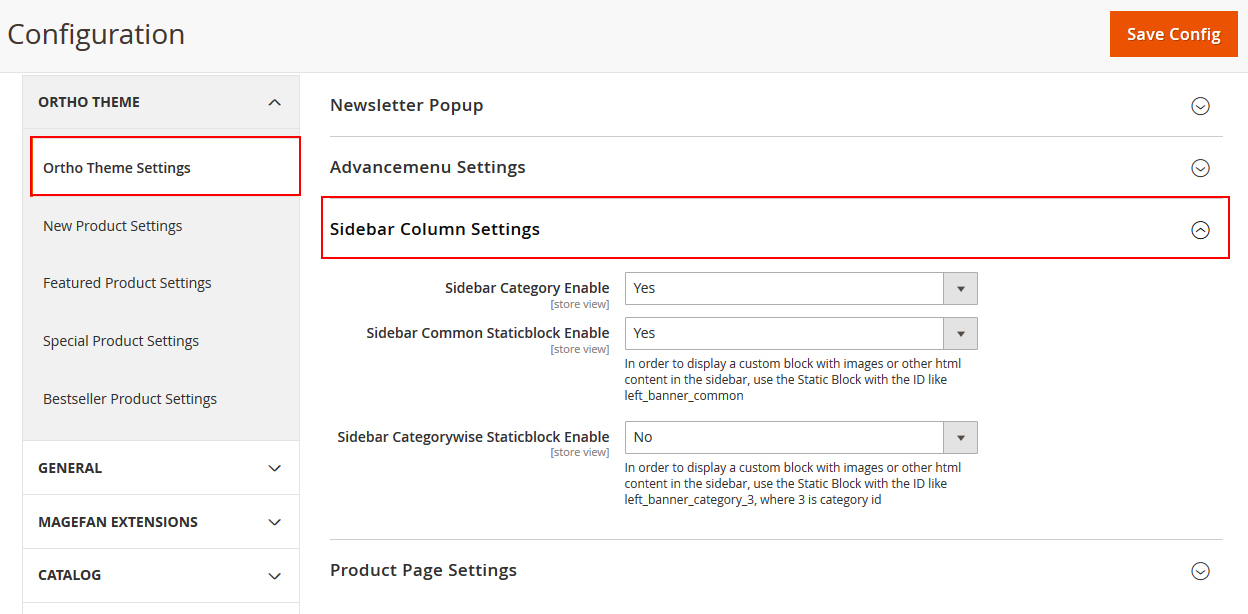 Configuration
Save Config
ORTHO THEME
Ortho Theme Settings
New Product Settings
Featured Product Settings
Special Product Settings
Bestseller Product Settings
GENERAL
MAGEFAN EXTENSIONS
CATALOG
Newsletter Popup
Advancemenu Settings
Sidebar Column Settings
Sidebar Category Enable
[store view]
Yes
Sidebar Common Staticblock Enable
[store view]
Yes
In order to display a custom block with images or other html
content in the sidebar, use the Static Block with the ID like
left_banner_common
Sidebar Categorywise Staticblock Enable
[store view]
No
In order to display a custom block with images or other html
content in the sidebar, use the Static Block with the ID like
left_banner_category_3, where 3 is category id
Product Page Settings